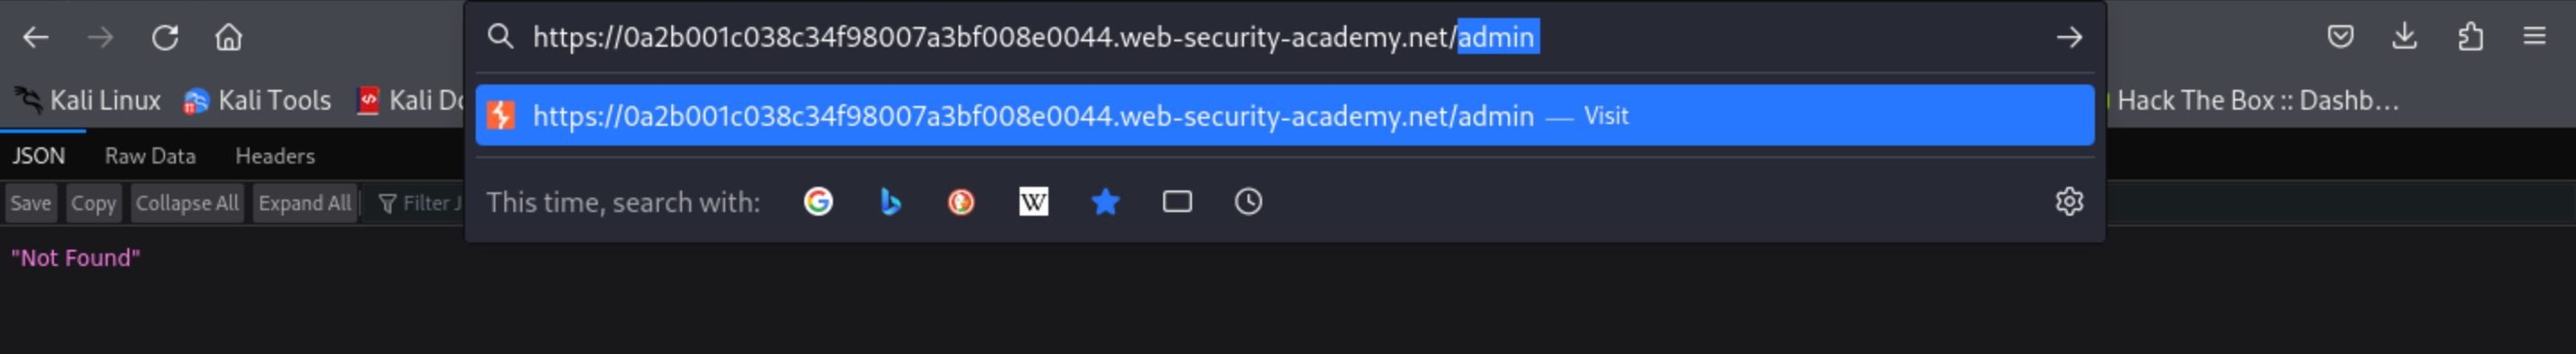 https://0a2b001c038c34f98007a3bf008e0044.web-security-academy.net/admin
Kali Linux Kali Tools Kali Hack The Box :: Dashb...
https://0a2b001c038c34f98007a3bf008e0044.web-security-academy.net/admin — Visit
JSON Raw Data Headers
Save Copy Collapse All Expand All Filter J
This time, search with:
"Not Found"